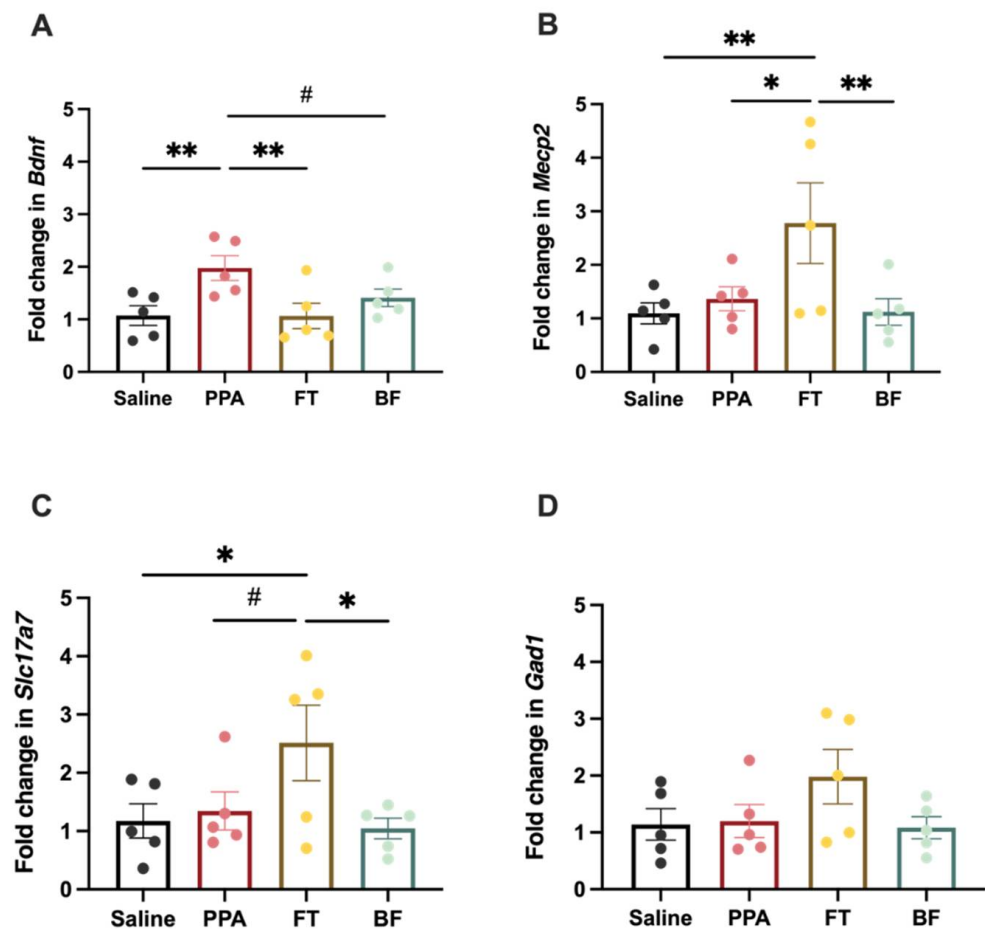 A
Fold change in Bdnf
5
4
3
2
1
0
#
**
**
Saline PPA FT BF
B
Fold change in Mecp2
5
4
3
2
1
0
**
*
**
Saline PPA FT BF
C
Fold change in Slc17a7
5
4
3
2
1
0
*
#
*
Saline PPA FT BF
D
Fold change in Gad1
5
4
3
2
1
0
Saline PPA FT BF